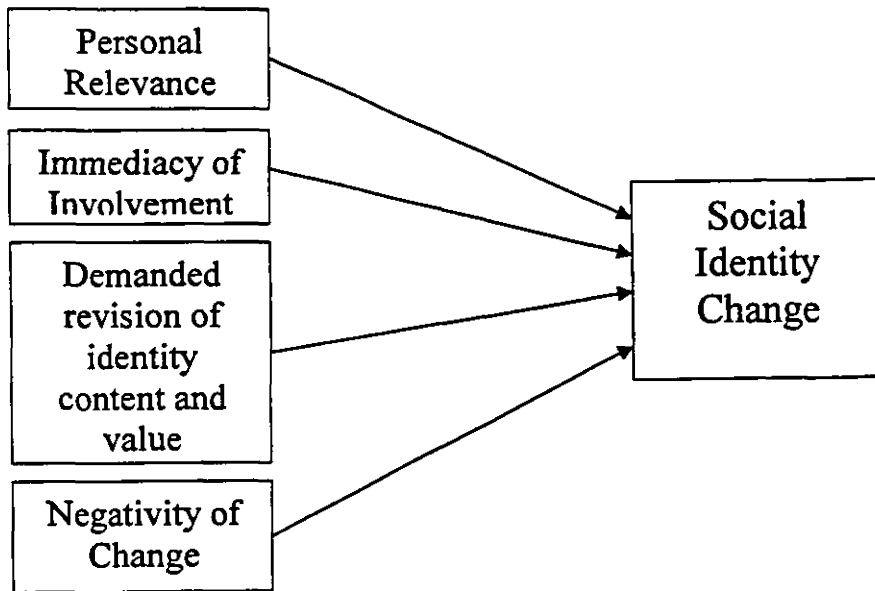 Personal
Relevance
Immediacy of
Involvement
Demanded
revision of
identity
content and
value
Negativity of
Change
Social
Identity
Change